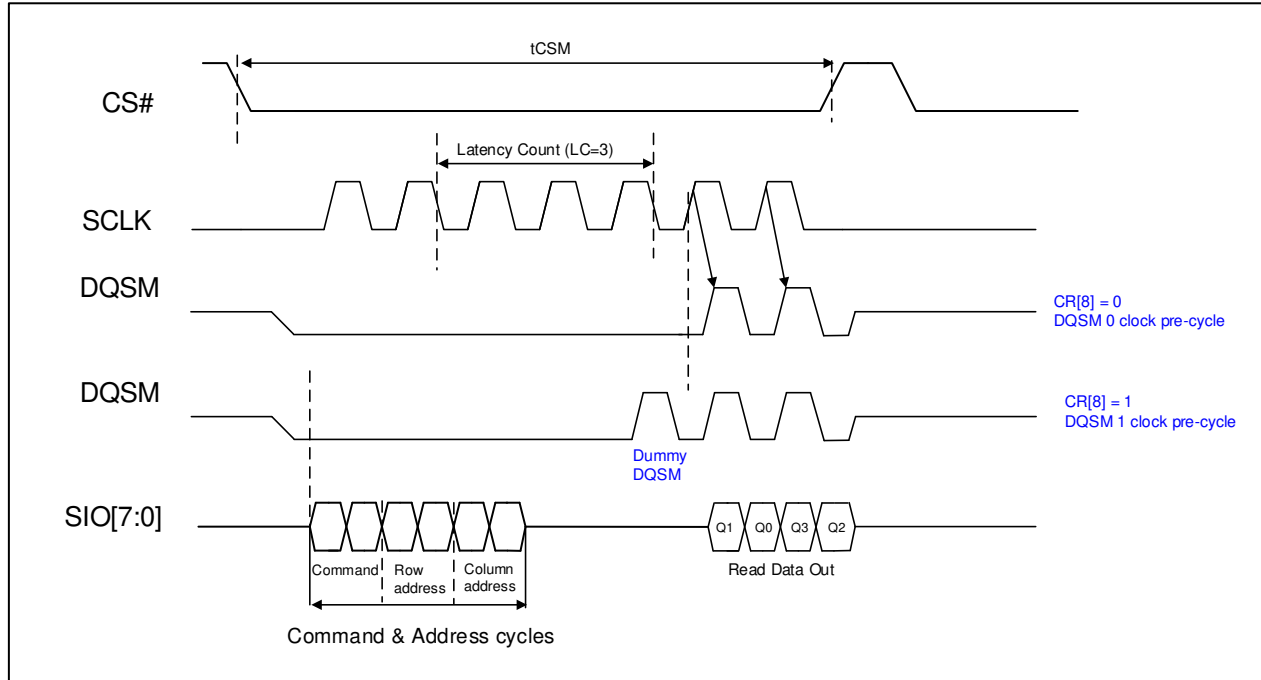 tCSM
CS#
Latency Count (LC=3)
SCLK
DQSM
CR[8] = 0
DQSM 0 clock pre-cycle
DQSM
CR[8] = 1
DQSM 1 clock pre-cycle
Dummy
DQSM
SIO[7:0]
Q1 Q0 Q3 Q2
Command
Row
address
Column
address
Read Data Out
Command & Address cycles